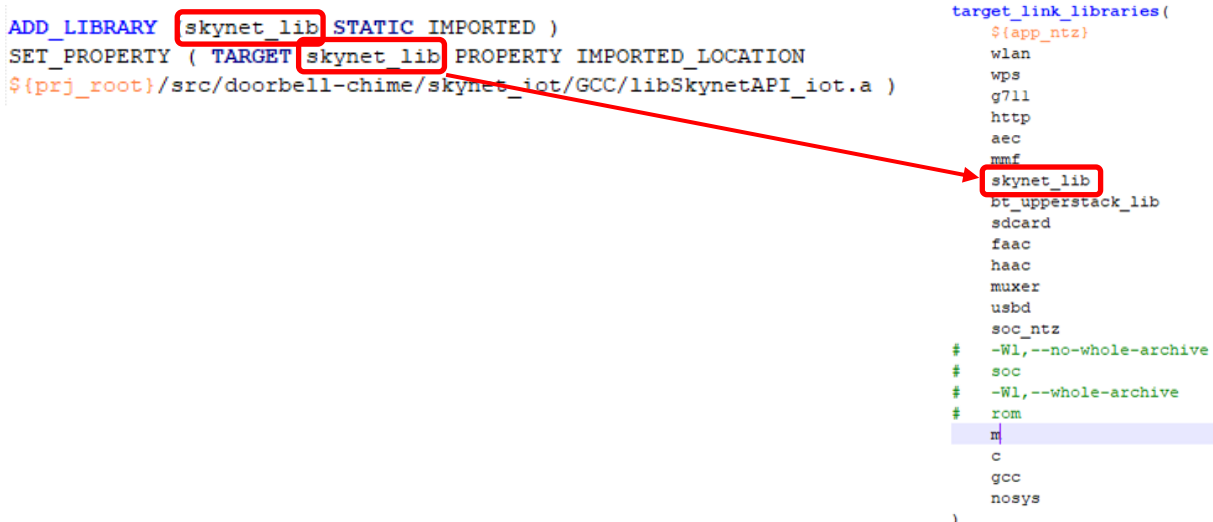 ADD_LIBRARY (skynet_lib STATIC IMPORTED )
SET_PROPERTY ( TARGET skynet_lib PROPERTY IMPORTED_LOCATION
${prj_root}/src/doorbell-chime/skynet_iot/GCC/libSkynetAPI_iot.a )
target_link_libraries(
${app_ntz}
wlan
wps
g711
http
aec
mmf
skynet_lib
bt_upperstack_lib
sdcard
faac
haac
muxer
usbd
soc_ntz
# -Wl,--no-whole-archive
# soc
# -Wl,--whole-archive
# rom
m
c
gcc
nosys
)